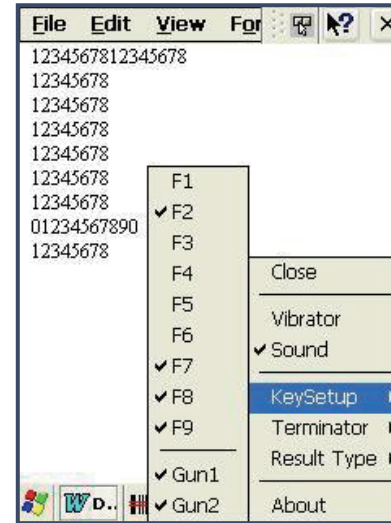 File Edit View For
1234567812345678
12345678
12345678
12345678
12345678
12345678
12345678
01234567890
12345678
F1
F2
F3
F4
F5
F6
F7
F8
F9
Gun1
Gun2
Close
Vibrator
Sound
KeySetup
Terminator
Result Type
About
D..